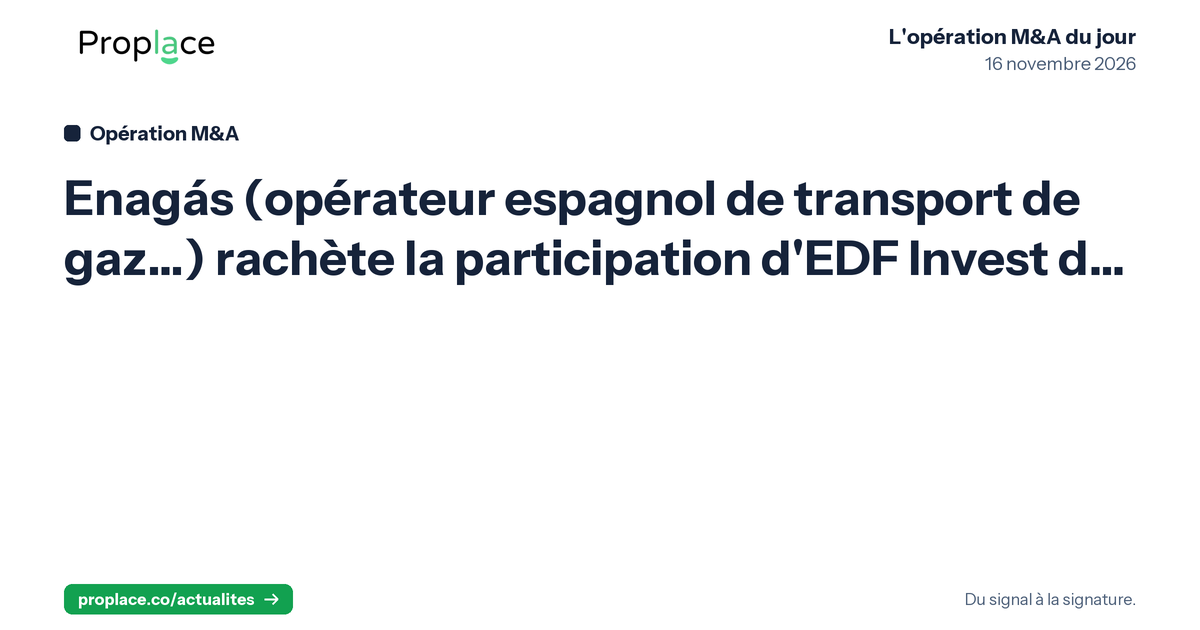 Proplace
L'opération M&A du jour
16 novembre 2026
Opération M&A
Enagás (opérateur espagnol de transport de
gaz...) rachète la participation d'EDF Invest d...
proplace.co/actualites →
Du signal à la signature.